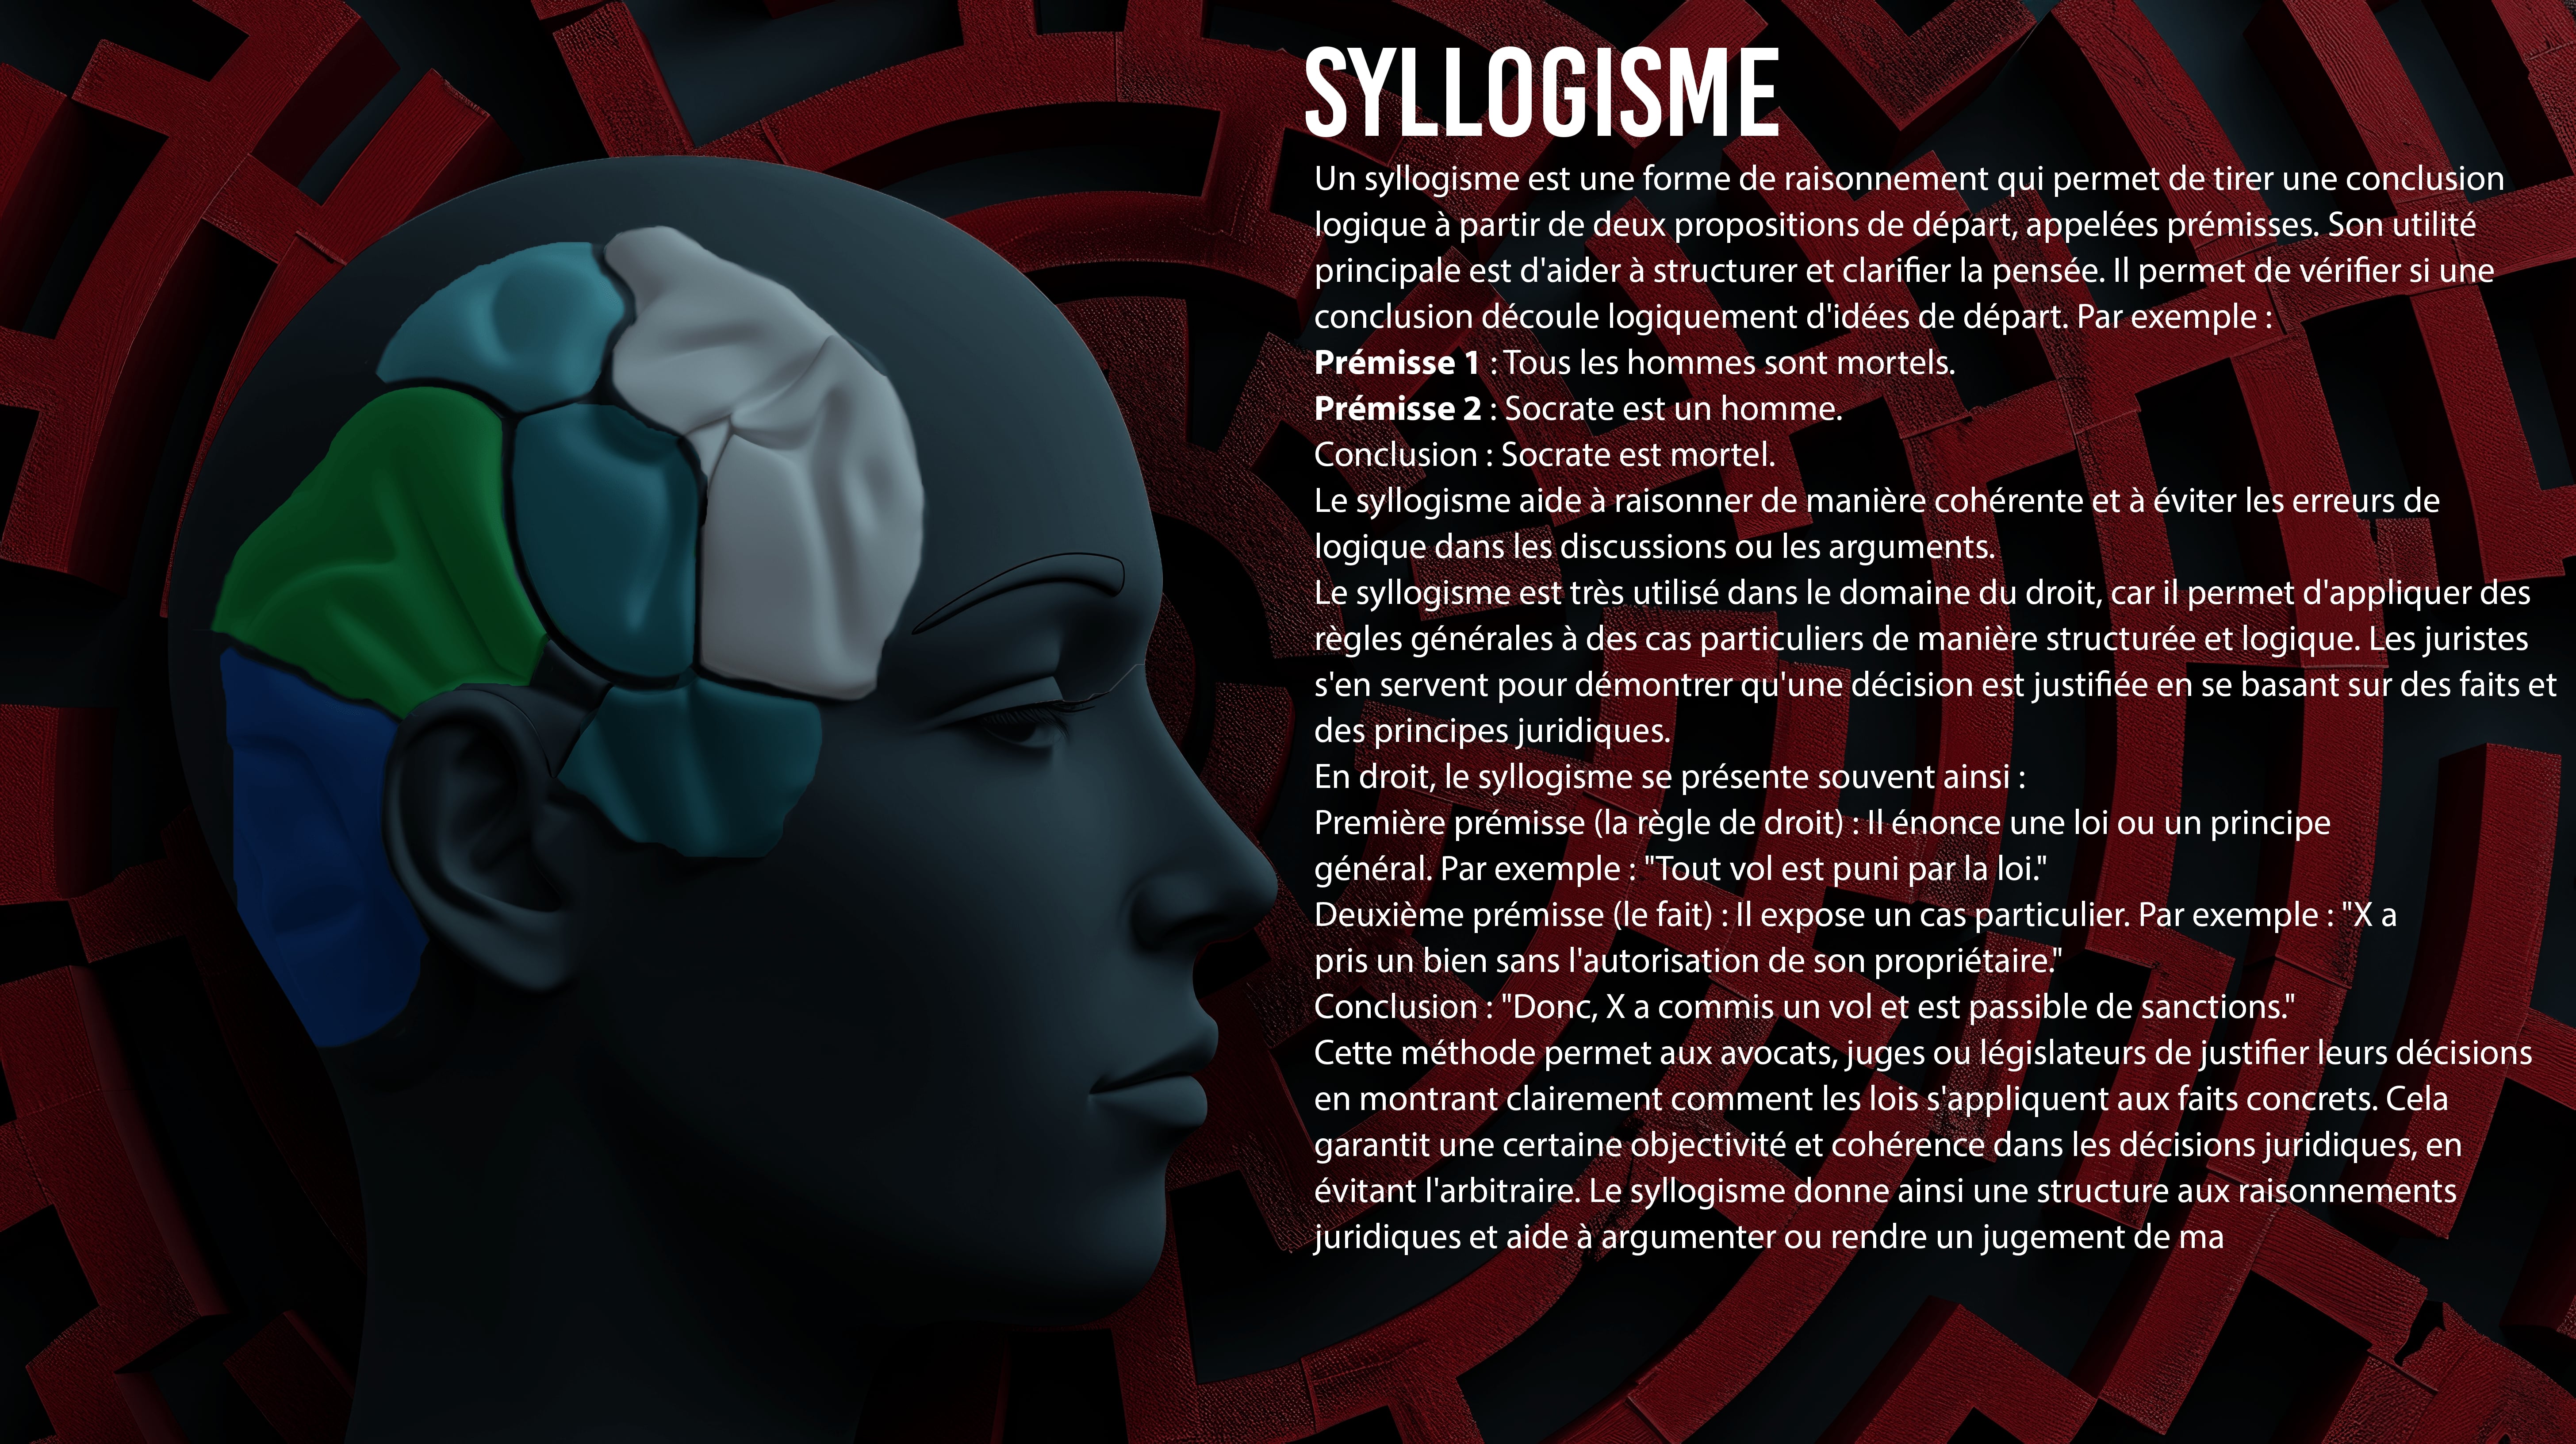 SYLLOGISME
Un syllogisme est une forme de raisonnement qui permet de tirer une conclusion
logique à partir de deux propositions de départ, appelées prémisses. Son utilité
principale est d'aider à structurer et clarifier la pensée. Il permet de vérifier si une
conclusion découle logiquement d'idées de départ. Par exemple :
Prémisse 1 : Tous les hommes sont mortels.
Prémisse 2 : Socrate est un homme.
Conclusion : Socrate est mortel.
Le syllogisme aide à raisonner de manière cohérente et à éviter les erreurs de
logique dans les discussions ou les arguments.
Le syllogisme est très utilisé dans le domaine du droit, car il permet d'appliquer des
règles générales à des cas particuliers de manière structurée et logique. Les juristes
s'en servent pour démontrer qu'une décision est justifiée en se basant sur des faits et
des principes juridiques.
En droit, le syllogisme se présente souvent ainsi :
Première prémisse (la règle de droit) : Il énonce une loi ou un principe
général. Par exemple : "Tout vol est puni par la loi."
Deuxième prémisse (le fait) : Il expose un cas particulier. Par exemple : "X a
pris un bien sans l'autorisation de son propriétaire."
Conclusion : "Donc, X a commis un vol et est passible de sanctions."
Cette méthode permet aux avocats, juges ou législateurs de justifier leurs décisions
en montrant clairement comment les lois s'appliquent aux faits concrets. Cela
garantit une certaine objectivité et cohérence dans les décisions juridiques, en
évitant l'arbitraire. Le syllogisme donne ainsi une structure aux raisonnements
juridiques et aide à argumenter ou rendre un jugement de ma